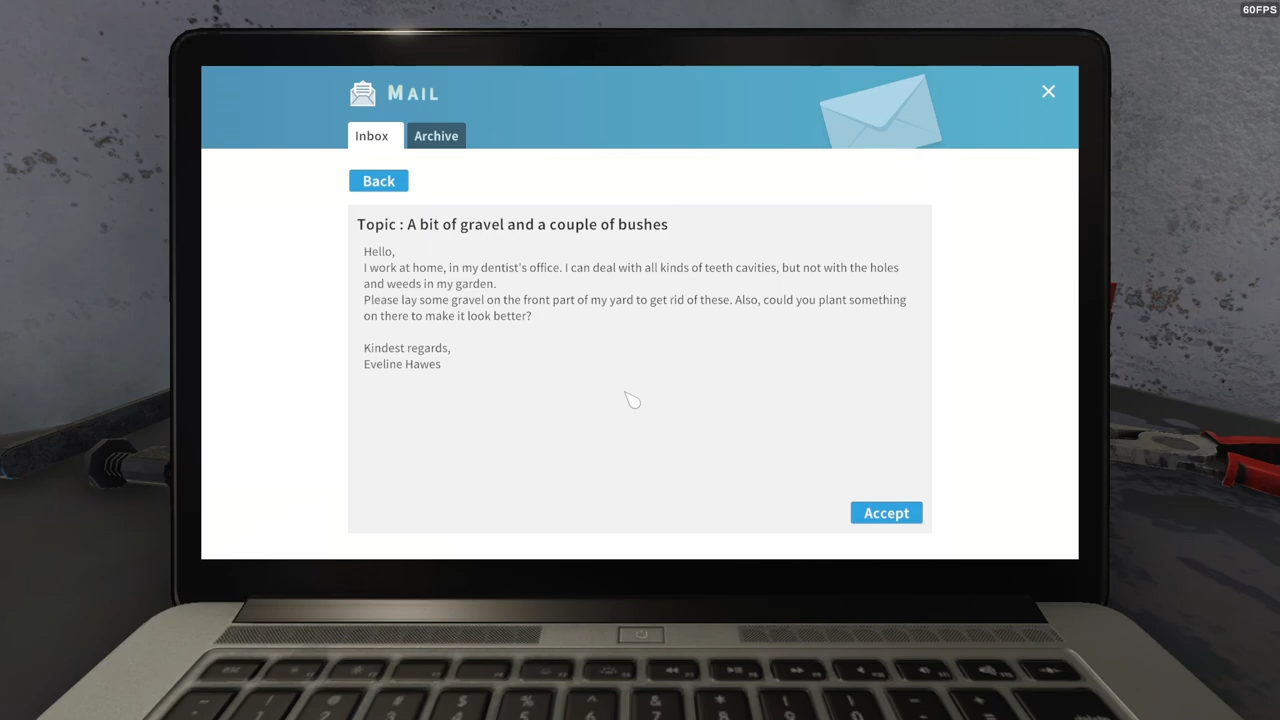 60FPS
MAIL
Inbox Archive
Back
Topic : A bit of gravel and a couple of bushes
Hello,
I work at home, in my dentist's office. I can deal with all kinds of teeth cavities, but not with the holes
and weeds in my garden.
Please lay some gravel on the front part of my yard to get rid of these. Also, could you plant something
on there to make it look better?
Kindest regards,
Eveline Hawes
Accept